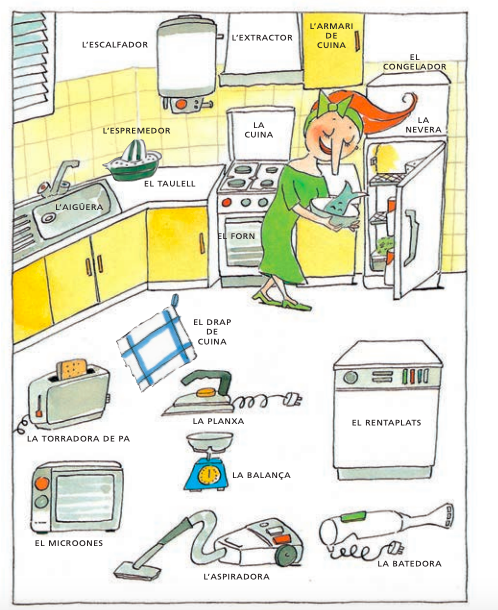 L'ESCALFADOR
L'EXTRACTOR
L'ARMARI
DE
CUINA
EL
CONGELADOR
L'ESPREMEDOR
LA
CUINA
LA
NEVERA
EL TAULELL
L'AIGÜERA
EL FORN
EL DRAP
DE
CUINA
LA TORRADORA DE PA
LA PLANXA
EL RENTAPLATS
LA BALANÇA
EL MICROONES
L'ASPIRADORA
LA BATEDORA